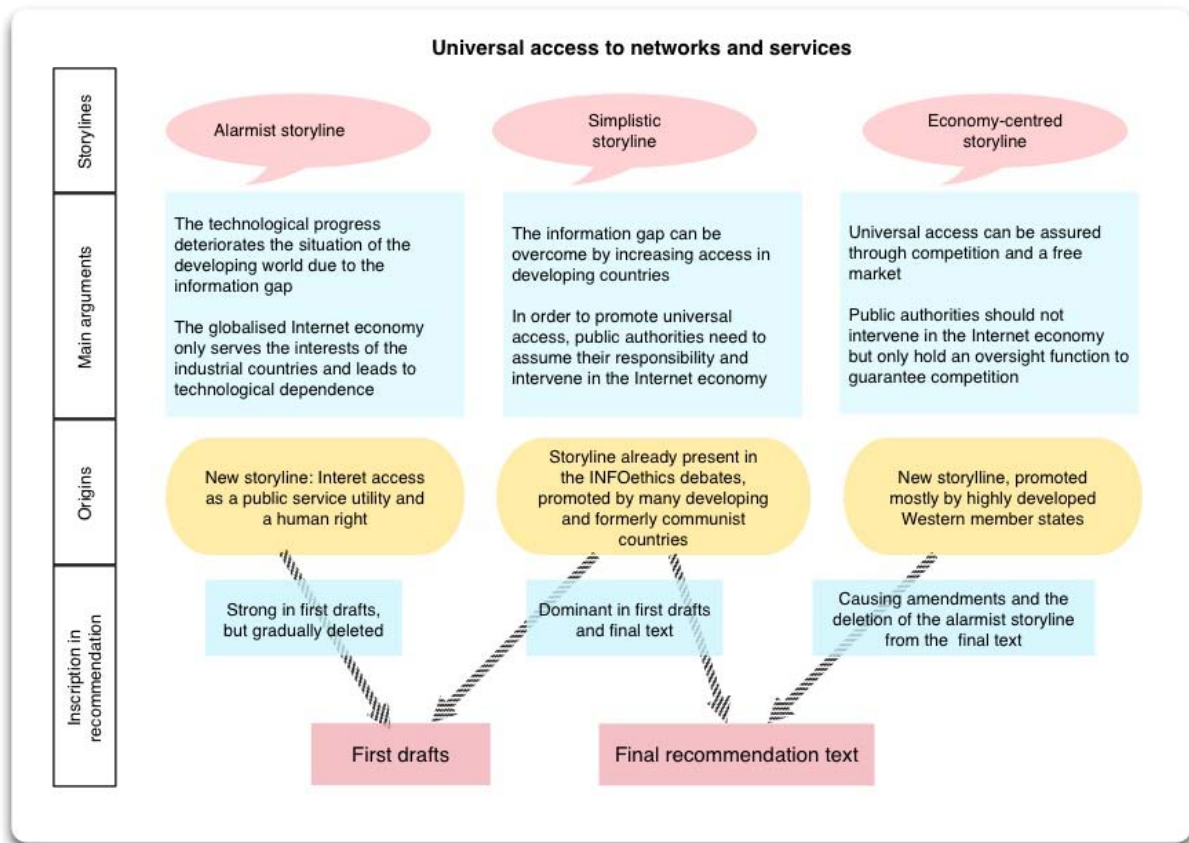 Universal access to networks and services
Storylines
Alarmist storyline
Simplistic
storyline
Economy-centred
storyline
Main arguments
The technological progress
deteriorates the situation of the
developing world due to the
information gap
The globalised Internet economy
only serves the interests of the
industrial countries and leads to
technological dependence
The information gap can be
overcome by increasing access in
developing countries
In order to promote universal
access, public authorities need to
assume their responsibility and
intervene in the Internet economy
Universal access can be assured
through competition and a free
market
Public authorities should not
intervene in the Internet economy
but only hold an oversight function to
guarantee competition
Origins
New storyline: Interet access
as a public service utility and
a human right
Storyline already present in
the INFOethics debates,
promoted by many developing
and formerly communist
countries
New storylline, promoted
mostly by highly developed
Western member states
Inscription in
recommendation
Strong in first drafts,
but gradually deleted
Dominant in first drafts
and final text
Causing amendments and the
deletion of the alarmist storyline
from the final text
First drafts
Final recommendation text